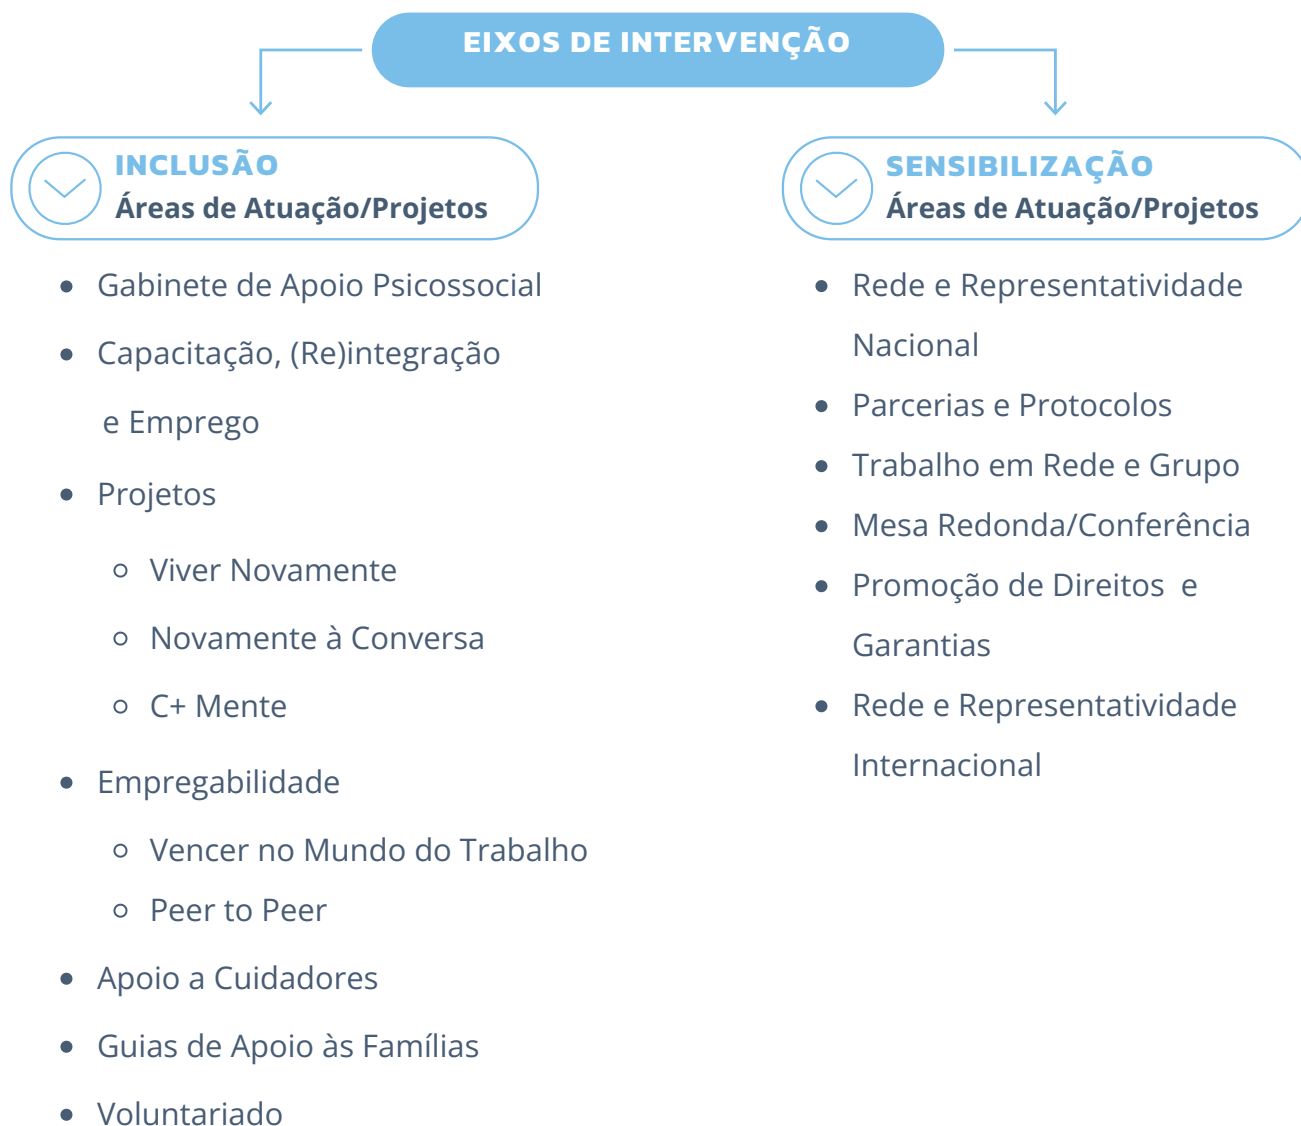 EIXOS DE INTERVENÇÃO
INCLUSÃO
Áreas de Atuação/Projetos
Gabinete de Apoio Psicossocial
Capacitação, (Re)integração
e Emprego
Projetos
Viver Novamente
Novamente à Conversa
C+ Mente
Empregabilidade
Vencer no Mundo do Trabalho
Peer to Peer
Apoio a Cuidadores
Guias de Apoio às Famílias
Voluntariado
SENSIBILIZAÇÃO
Áreas de Atuação/Projetos
Rede e Representatividade
Nacional
Parcerias e Protocolos
Trabalho em Rede e Grupo
Mesa Redonda/Conferência
Promoção de Direitos  e
Garantias
Rede e Representatividade
Internacional